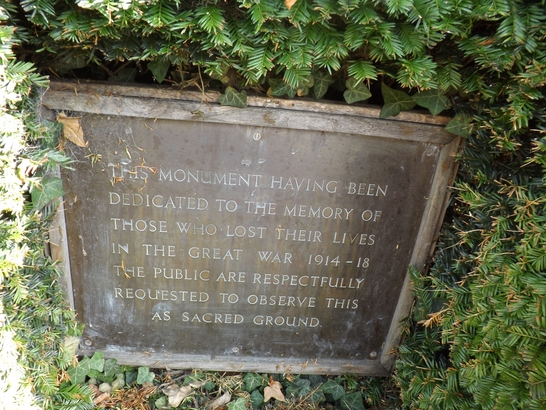 THIS MONUMENT HAVING BEEN
DEDICATED TO THE MEMORY OF
THOSE WHO LOST THEIR LIVES
IN THE GREAT WAR 1914-18
THE PUBLIC ARE RESPECTFULLY
REQUESTED TO OBSERVE THIS
AS SACRED GROUND.